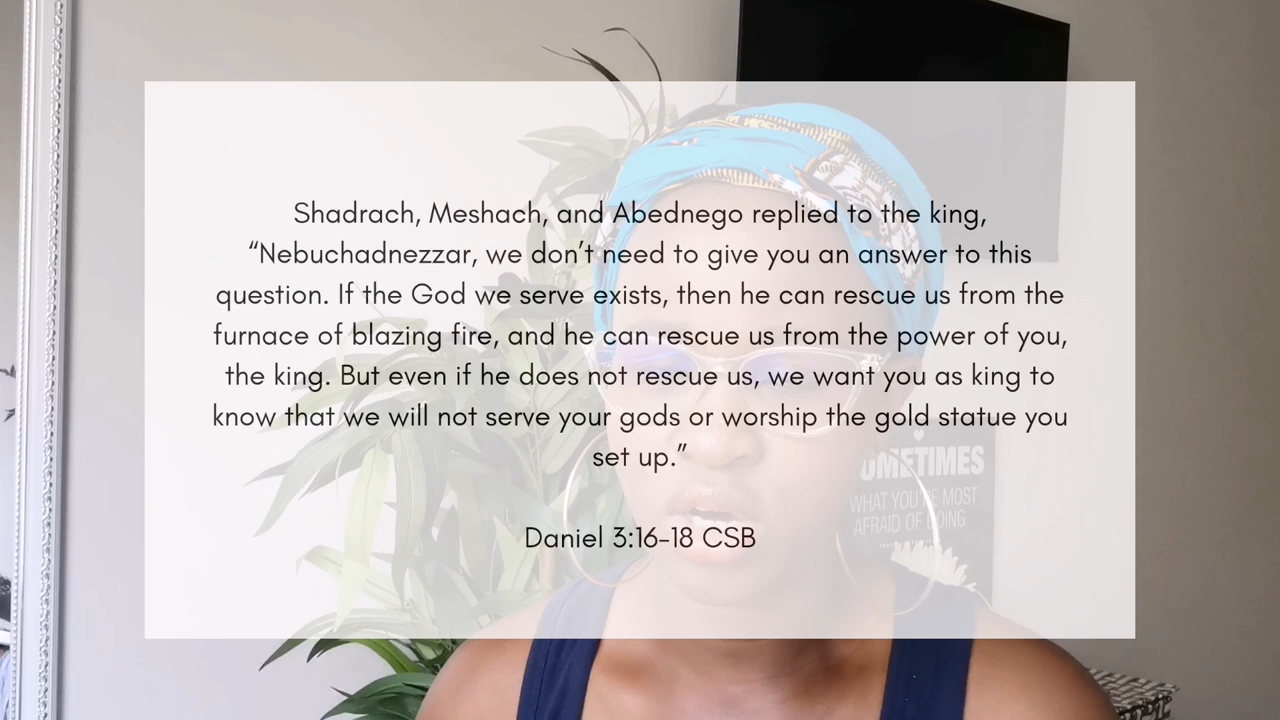 Shadrach, Meshach, and Abednego replied to the king,
“Nebuchadnezzar, we don’t need to give you an answer to this
question. If the God we serve exists, then he can rescue us from the
furnace of blazing fire, and he can rescue us from the power of you,
the king. But even if he does not rescue us, we want you as king to
know that we will not serve your gods or worship the gold statue you
set up.”
Daniel 3:16-18 CSB
WHAT YOU'RE MOST
AFRAID OF DOING